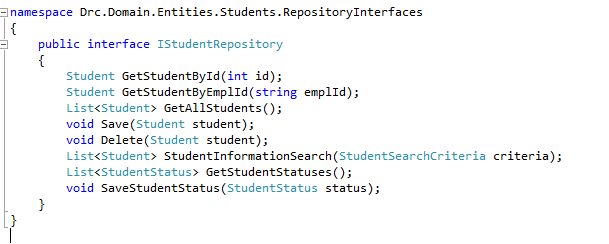 namespace Drc.Domain.Entities.Students.RepositoryInterfaces
{
    public interface IStudentRepository
    {
        Student GetStudentById(int id);
        Student GetStudentByEmplId(string emplId);
        List<Student> GetAllStudents();
        void Save(Student student);
        void Delete(Student student);
        List<Student> StudentInformationSearch(StudentSearchCriteria criteria);
        List<StudentStatus> GetStudentStatuses();
        void SaveStudentStatus(StudentStatus status);
    }
}